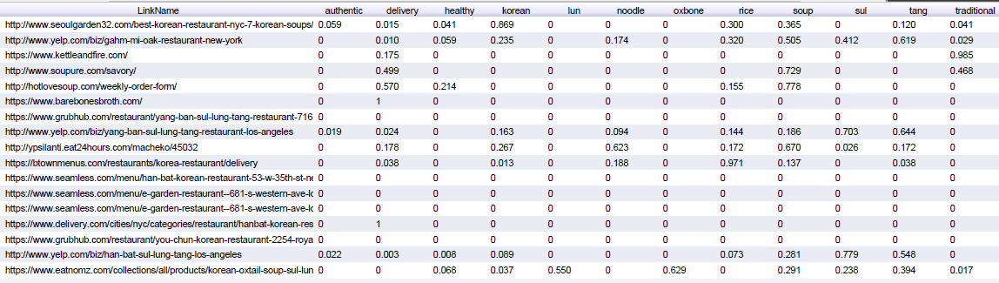 LinkName authentic delivery healthy korean lun noodle oxbone rice soup sul tang traditional
http://www.seoulgarden32.com/best-korean-restaurant-nyc-7-korean-soups/ 0.059 0.015 0.041 0.869 0 0 0 0.300 0.365 0 0.120 0.041
http://www.yelp.com/biz/gahm-mi-oak-restaurant-new-york 0 0.010 0.059 0.235 0 0.174 0 0.320 0.505 0.412 0.619 0.029
https://www.kettleandfire.com/ 0 0.175 0 0 0 0 0 0 0 0 0 0.985
http://www.soupure.com/savory/ 0 0.499 0 0 0 0 0 0 0.729 0 0 0.468
http://hotlovesoup.com/weekly-order-form/ 0 0.570 0.214 0 0 0 0 0.155 0.778 0 0 0
https://www.barebonesbroth.com/ 0 1 0 0 0 0 0 0 0 0 0 0
https://www.grubhub.com/restaurant/yang-ban-sul-lung-tang-restaurant-716 0 0 0 0 0 0 0 0 0 0 0 0
http://www.yelp.com/biz/yang-ban-sul-lung-tang-restaurant-los-angeles 0.019 0.024 0 0.163 0 0.094 0 0.144 0.186 0.703 0.644 0
http://ypsilanti.eat24hours.com/macheko/45032 0 0.178 0 0.267 0 0.623 0 0.172 0.670 0.026 0.172 0
https://btownmenus.com/restaurants/korea-restaurant/delivery 0 0.038 0 0.013 0 0.188 0 0.971 0.137 0 0.038 0
https://www.seamless.com/menu/han-bat-korean-restaurant-53-w-35th-st-ne 0 0 0 0 0 0 0 0 0 0 0 0
https://www.seamless.com/menu/e-garden-restaurant--681-s-western-ave-lo 0 0 0 0 0 0 0 0 0 0 0 0
https://www.seamless.com/menu/e-garden-restaurant--681-s-western-ave-lo 0 0 0 0 0 0 0 0 0 0 0 0
https://www.delivery.com/cities/nyc/categories/restaurant/hanbat-korean-res 0 1 0 0 0 0 0 0 0 0 0 0
https://www.grubhub.com/restaurant/you-chun-korean-restaurant-2254-roya 0 0 0 0 0 0 0 0 0 0 0 0
http://www.yelp.com/biz/han-bat-sul-lung-tang-los-angeles 0.022 0.003 0.008 0.089 0 0 0 0.073 0.281 0.779 0.548 0
https://www.eatnomz.com/collections/all/products/korean-oxtail-soup-sul-lun 0 0 0.068 0.037 0.550 0 0.629 0 0.291 0.238 0.394 0.017